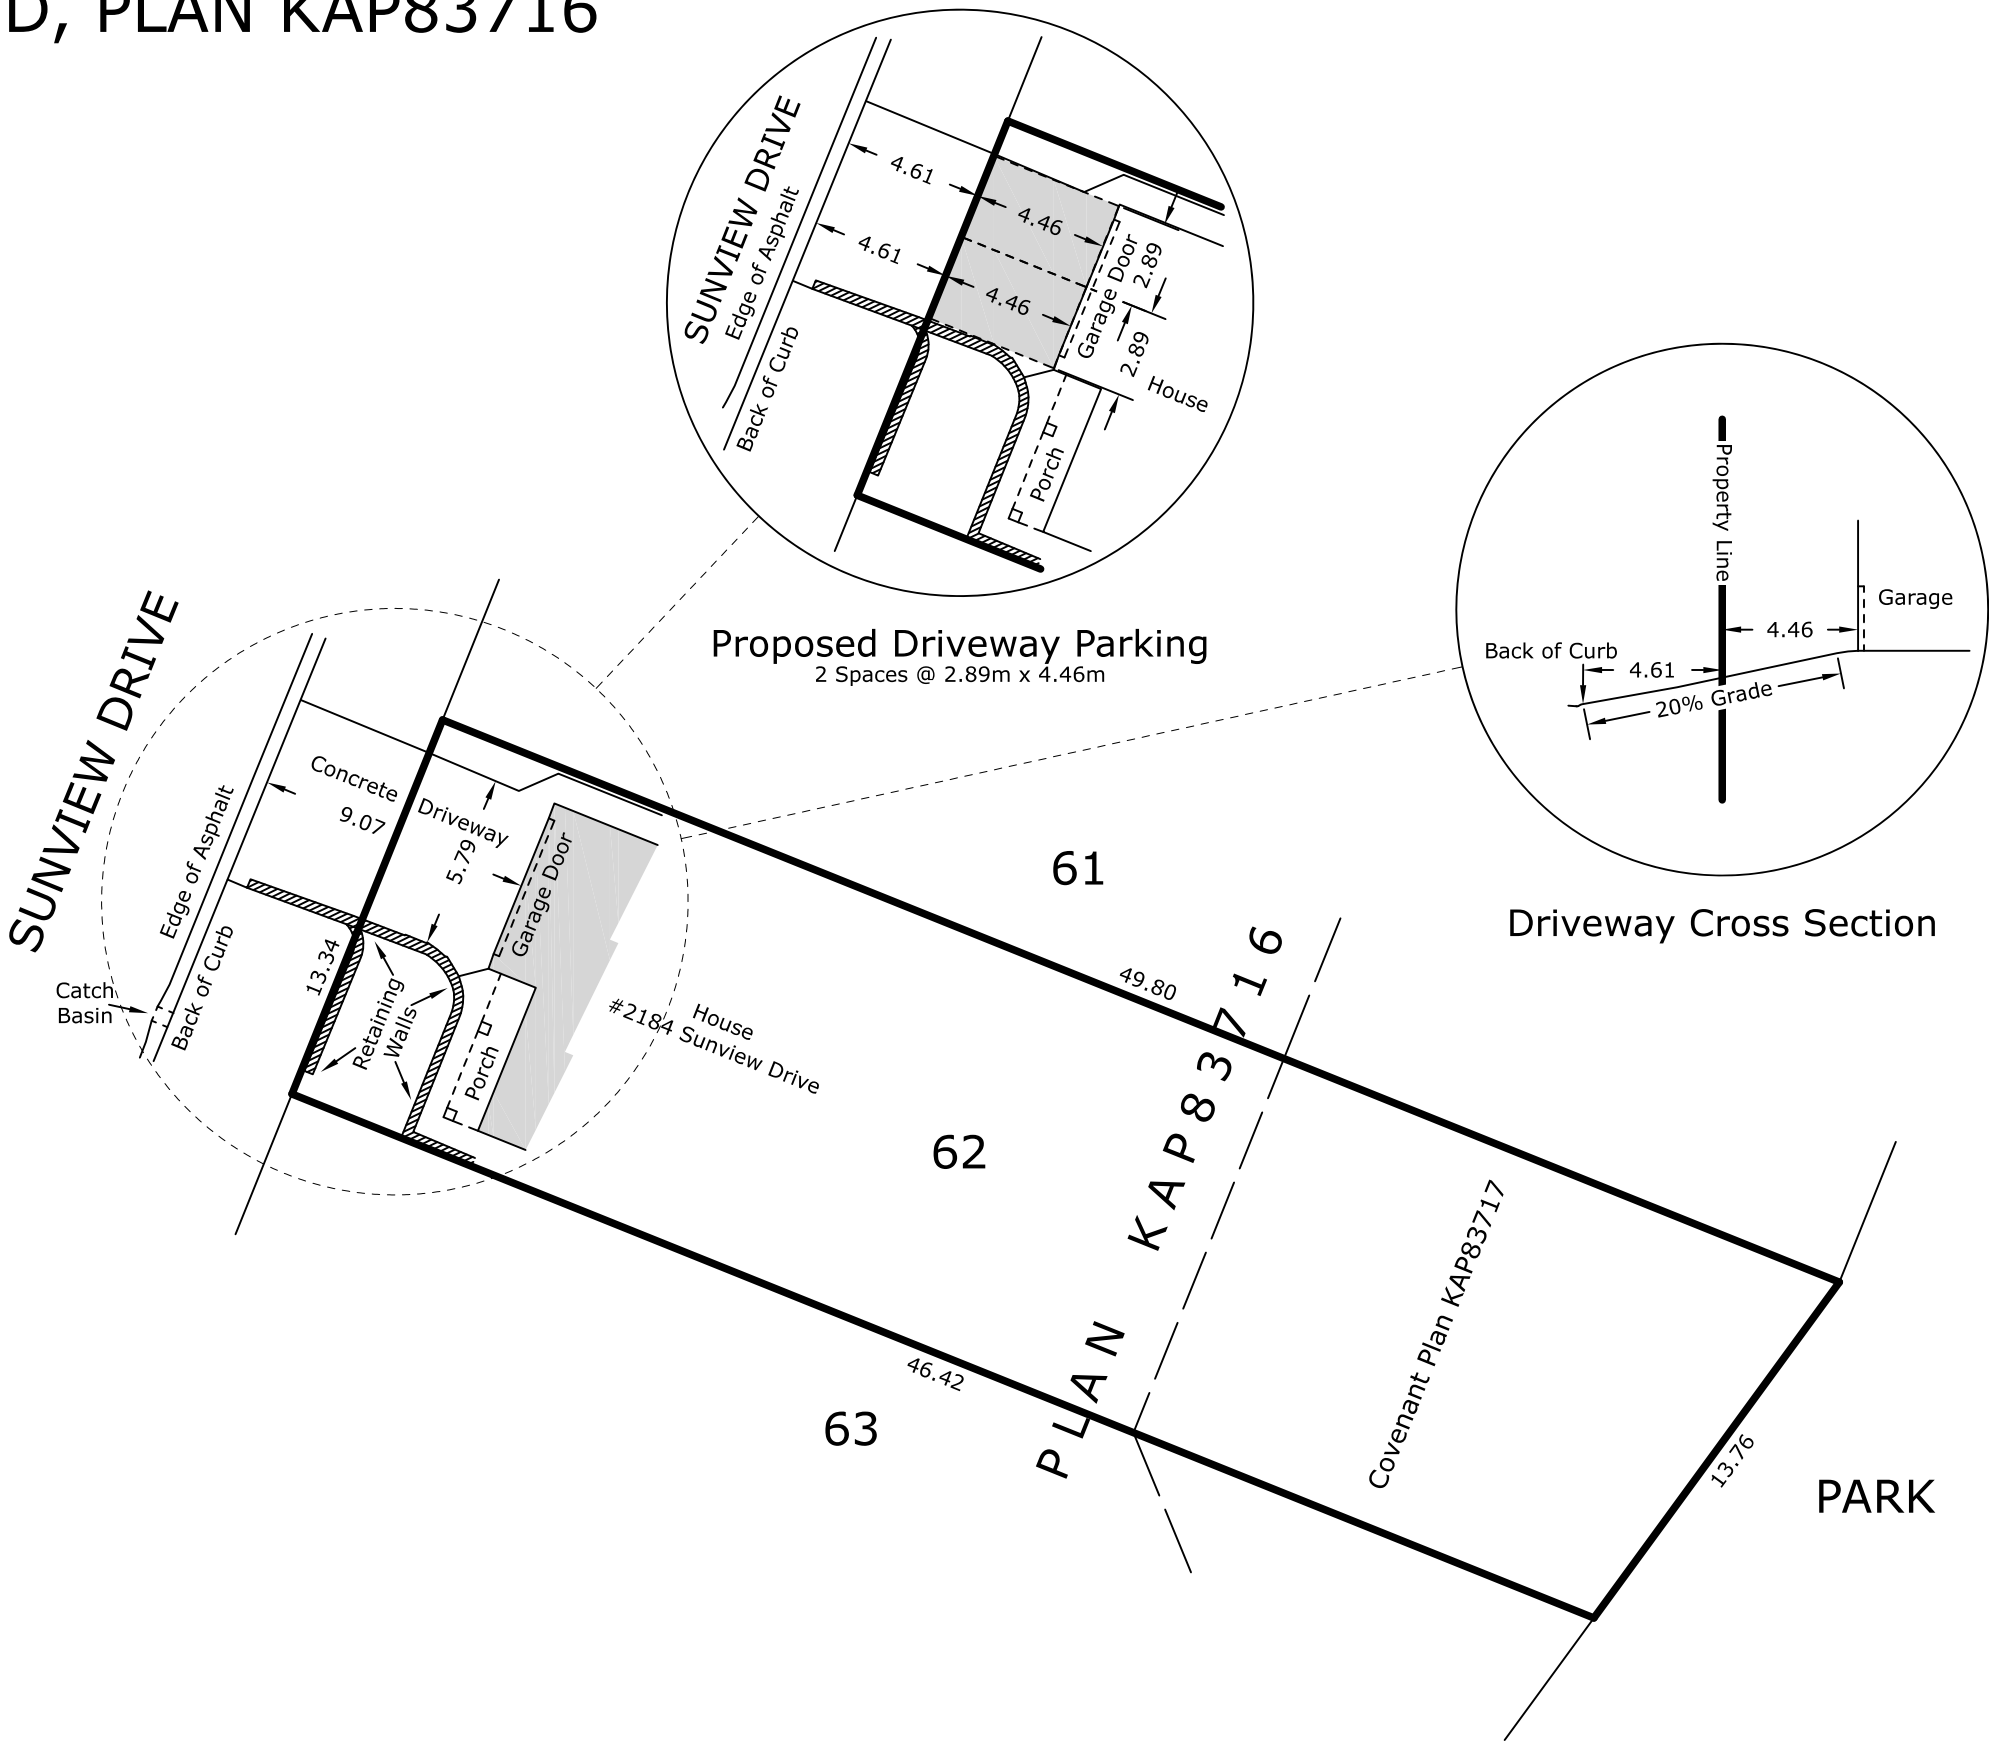 D, PLAN KAP83716
SUNVIEW DRIVE
Edge of Asphalt
Back of Curb
4.61
4.46
4.61
4.46
Garage Door
2.89
2.89
House
Porch
Proposed Driveway Parking
2 Spaces @ 2.89m x 4.46m
Property Line
Garage
4.46
Back of Curb
4.61
20% Grade
Driveway Cross Section
SUNVIEW DRIVE
Edge of Asphalt
Back of Curb
Catch
Basin
Concrete
Driveway
9.07
5.79
Garage Door
13.34
Retaining
Walls
Porch
House
#2184 Sunview Drive
61
49.80
62
PLAN KAP83716
Covenant Plan KAP83717
46.42
63
13.76
PARK